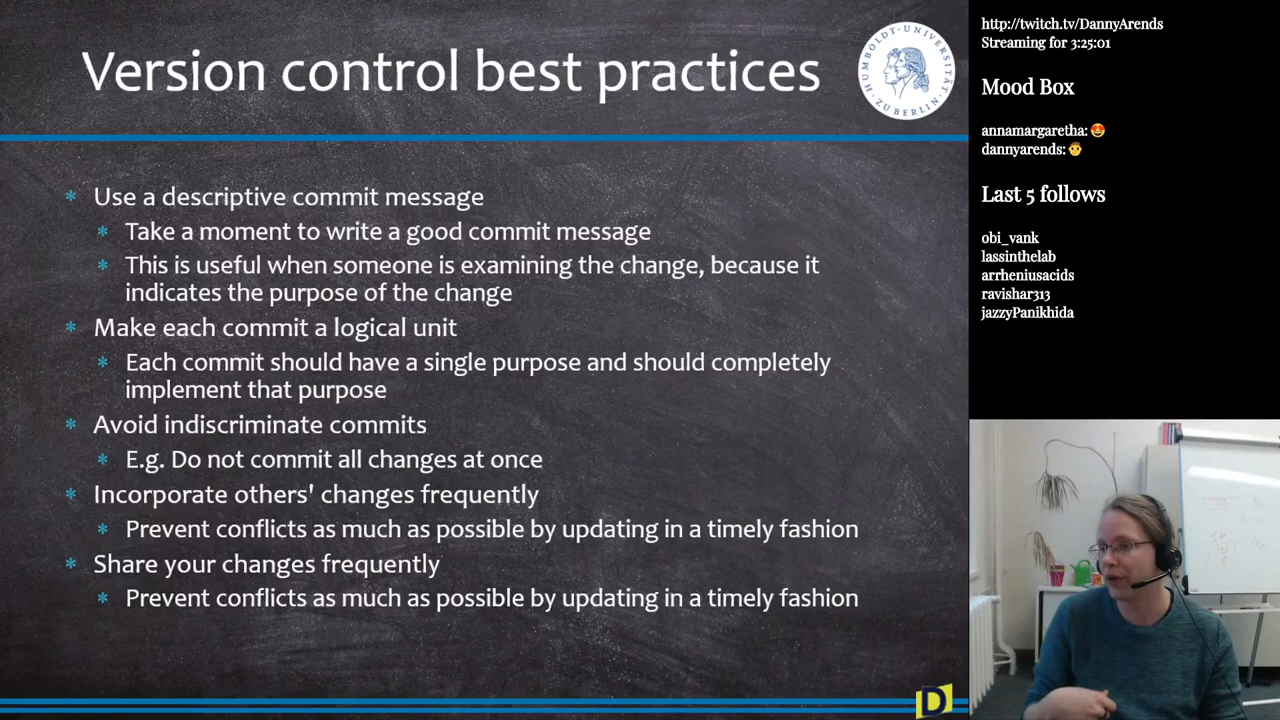 Version control best practices
HUMBOLDT-UNIVERSITÄT
ZU BERLIN
* Use a descriptive commit message
* Take a moment to write a good commit message
* This is useful when someone is examining the change, because it
indicates the purpose of the change
* Make each commit a logical unit
* Each commit should have a single purpose and should completely
implement that purpose
* Avoid indiscriminate commits
* E.g. Do not commit all changes at once
* Incorporate others' changes frequently
* Prevent conflicts as much as possible by updating in a timely fashion
* Share your changes frequently
* Prevent conflicts as much as possible by updating in a timely fashion
D
http://twitch.tv/DannyArends
Streaming for 3:25:01
Mood Box
annamargaretha: 😍
dannyarends: 👨
Last 5 follows
obi_vank
lassinthelab
arrheniusacids
ravishar313
jazzyPanikhida